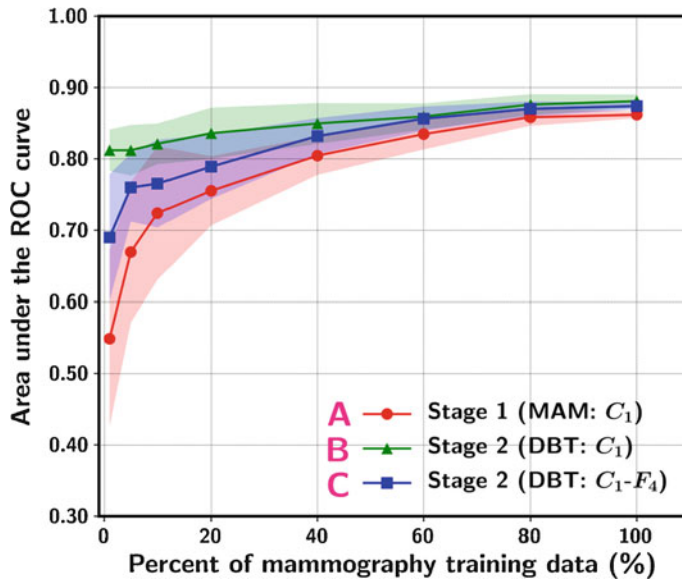 1.00
0.90
0.80
0.70
0.60
0.50
0.40
0.30
Area under the ROC curve
A Stage 1 (MAM: C₁)
B Stage 2 (DBT: C₁)
C Stage 2 (DBT: C₁-F₄)
0 20 40 60 80 100
Percent of mammography training data (%)